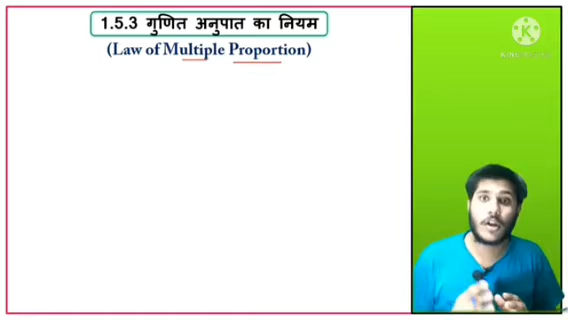 1.5.3 गुणित अनुपात का नियम
(Law of Multiple Proportion)
K